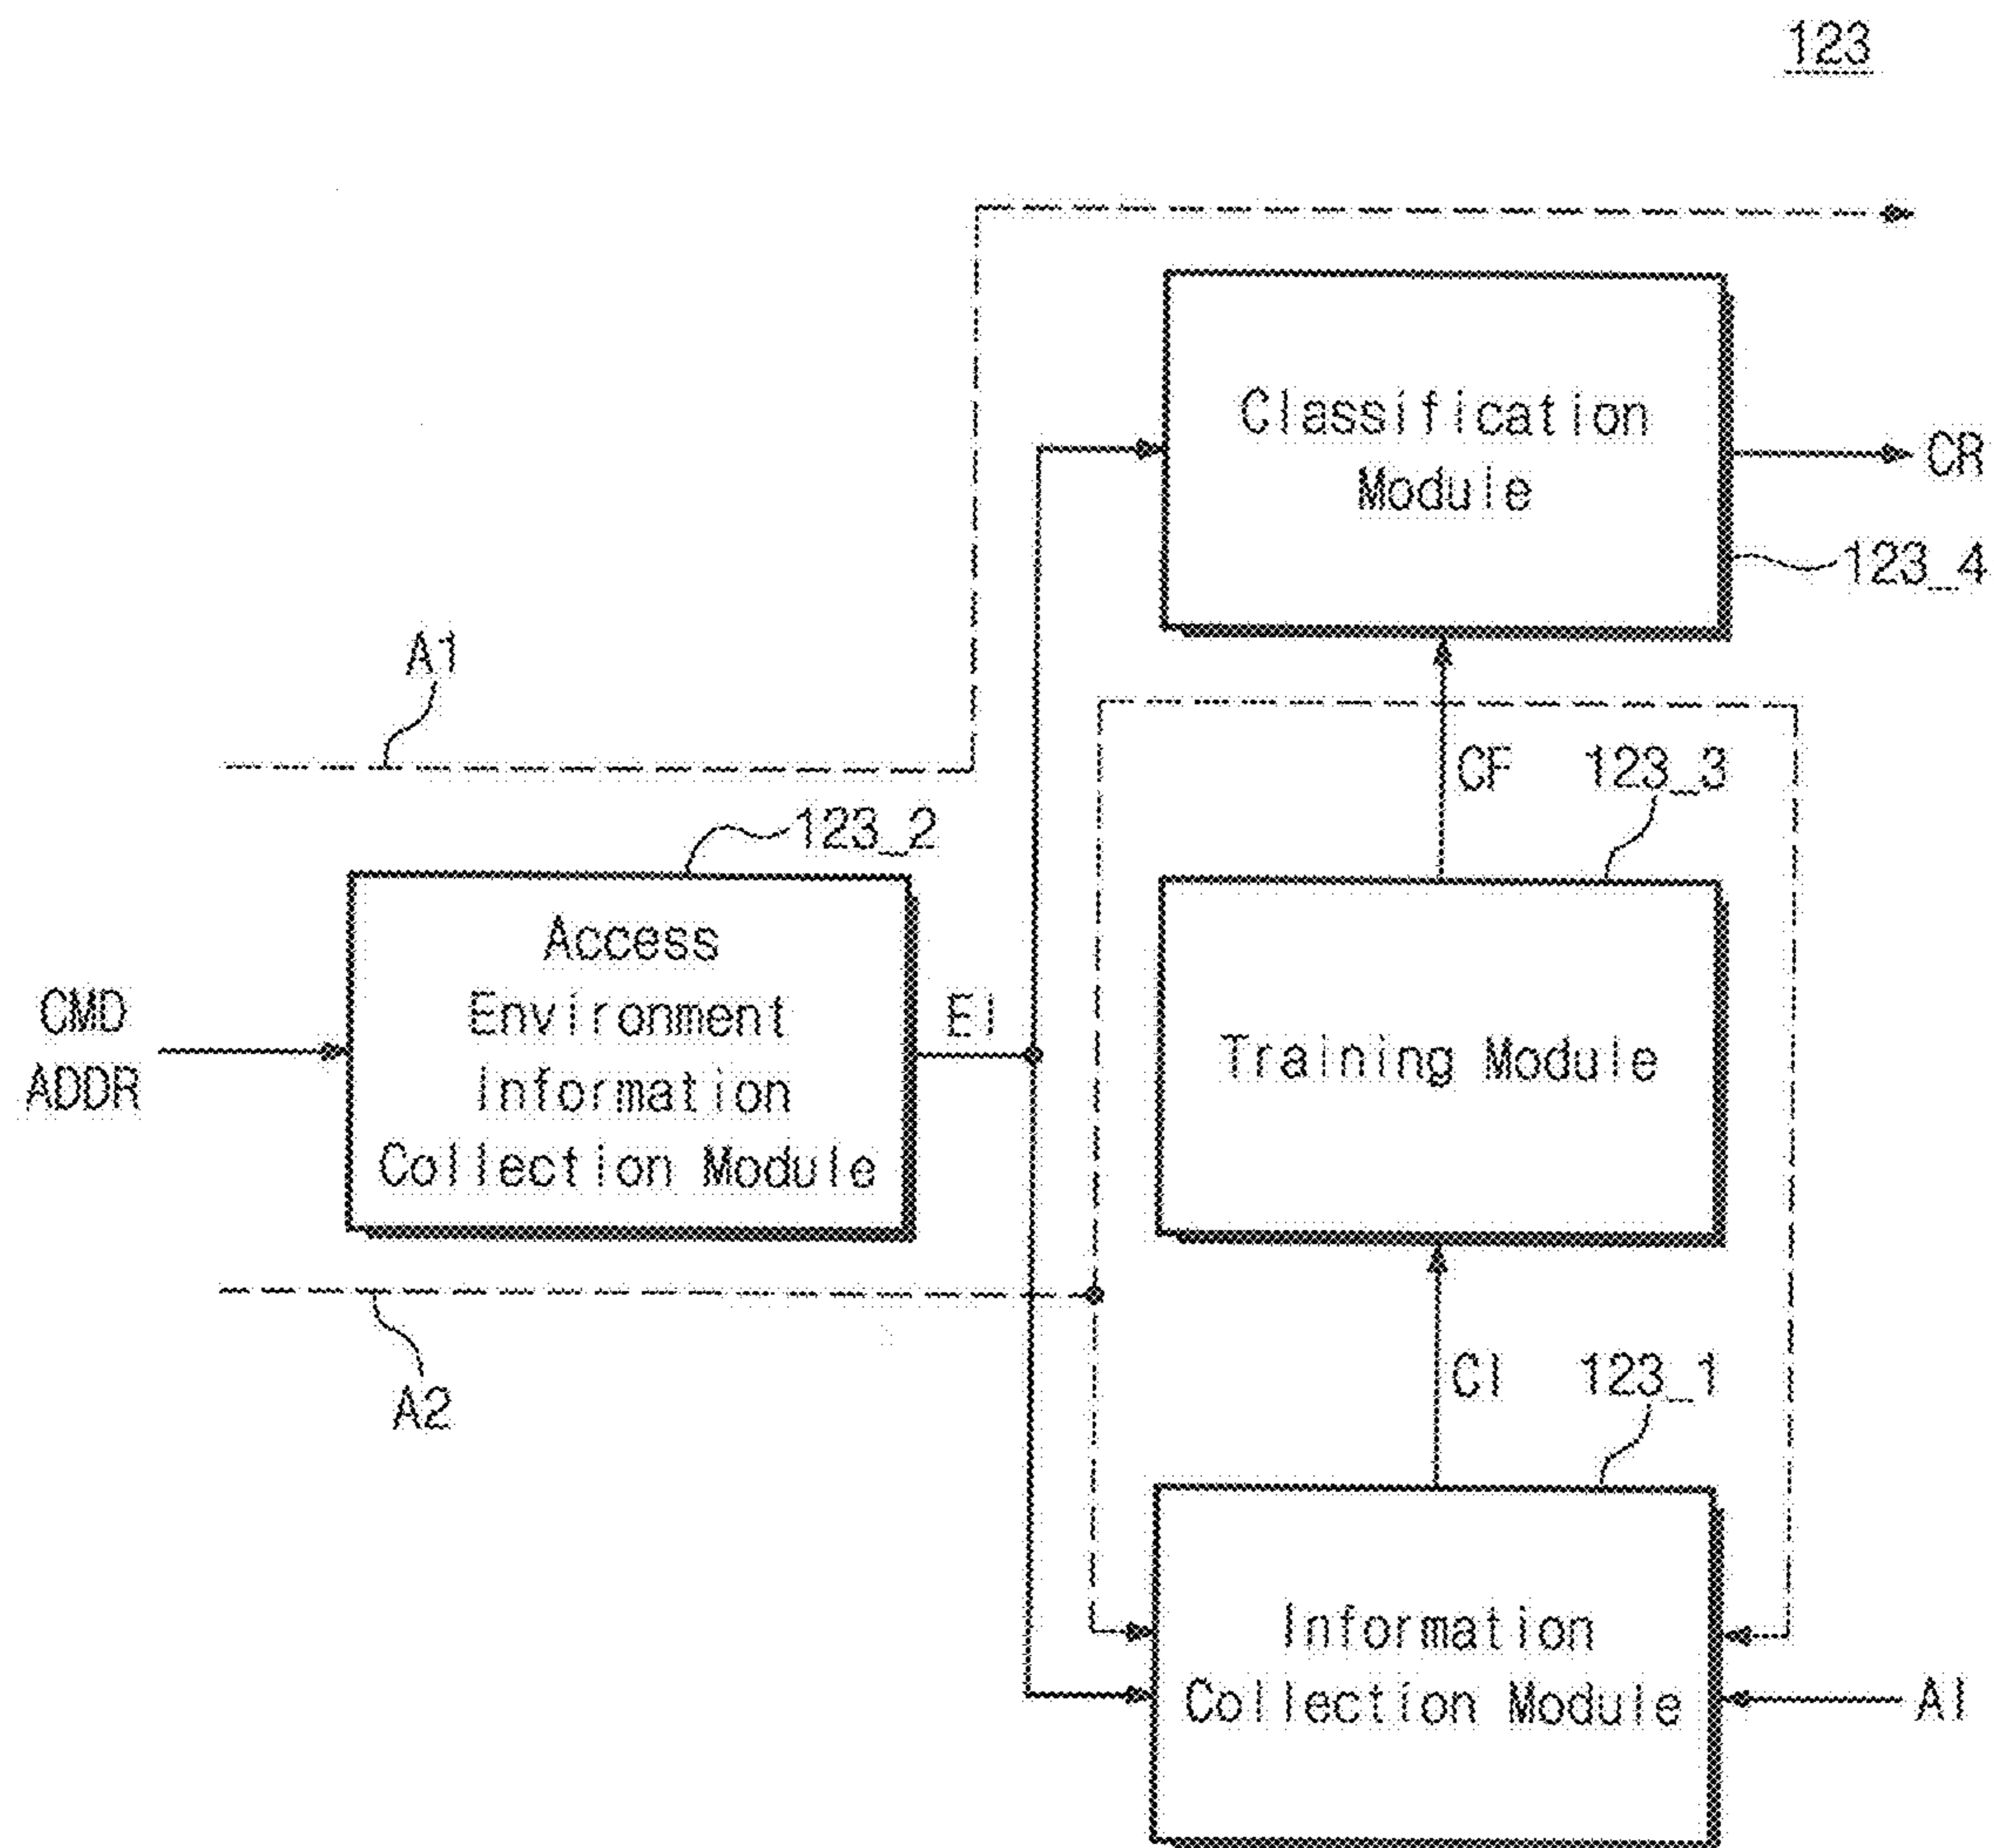 123
Classification
Module
CR
123_4
A1
CF
123_3
123_2
Access
Environment
Information
Collection Module
CMD
ADDR
EI
Training Module
A2
CI
123_1
Information
Collection Module
AI